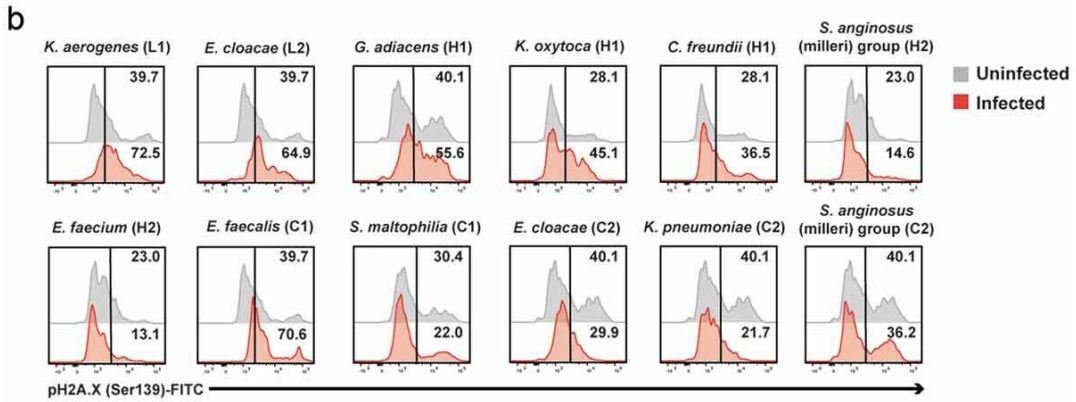 b
K. aerogenes (L1)
E. cloacae (L2)
G. adiacens (H1)
K. oxytoca (H1)
C. freundii (H1)
S. anginosus
(milleri) group (H2)
39.7
39.7
40.1
28.1
28.1
23.0
72.5
64.9
55.6
45.1
36.5
14.6
Uninfected
Infected
E. faecium (H2)
E. faecalis (C1)
S. maltophilia (C1)
E. cloacae (C2)
K. pneumoniae (C2)
S. anginosus
(milleri) group (C2)
23.0
39.7
30.4
40.1
40.1
40.1
13.1
70.6
22.0
29.9
21.7
36.2
pH2A.X (Ser139)-FITC